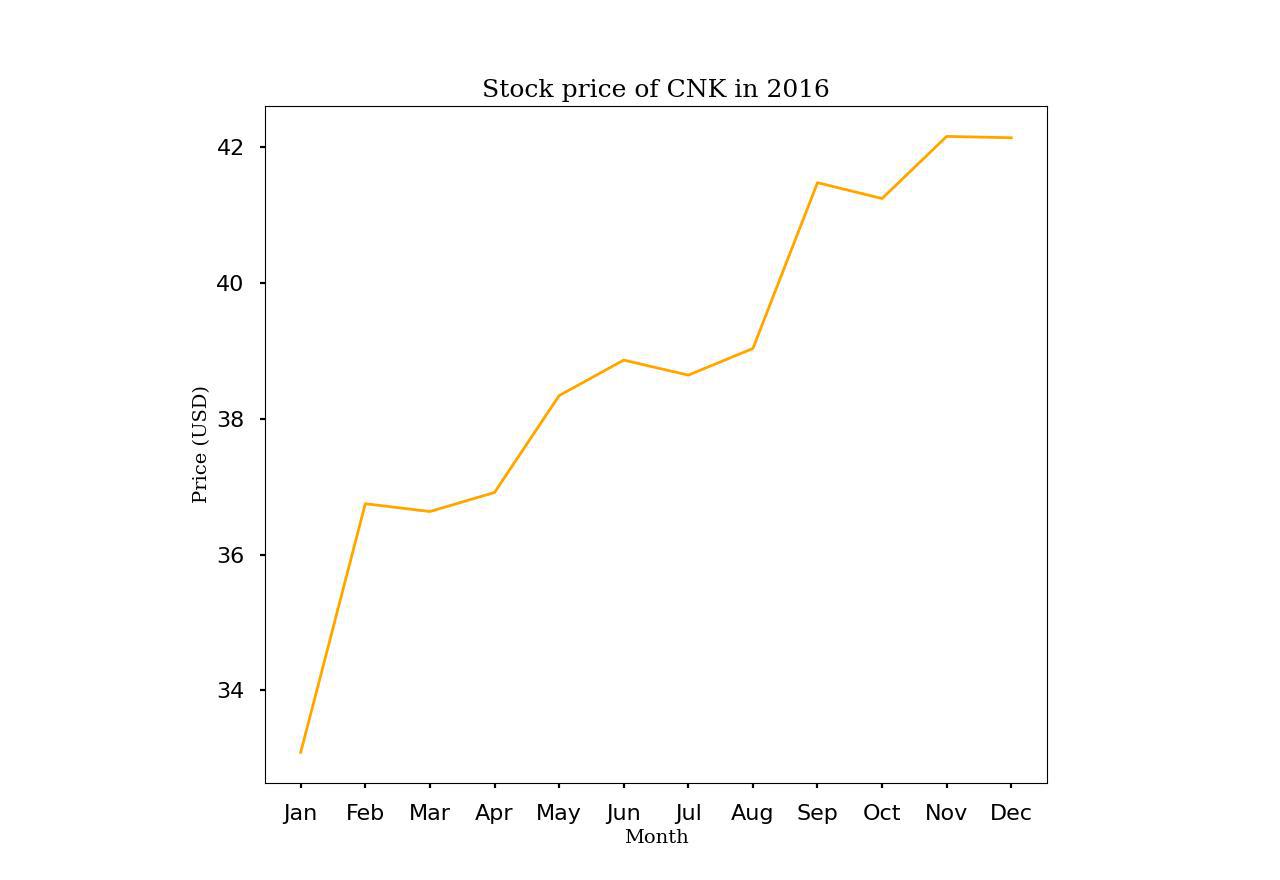 Stock price of CNK in 2016
42
40
38
36
34
Price (USD)
Jan Feb Mar Apr May Jun Jul Aug Sep Oct Nov Dec
Month